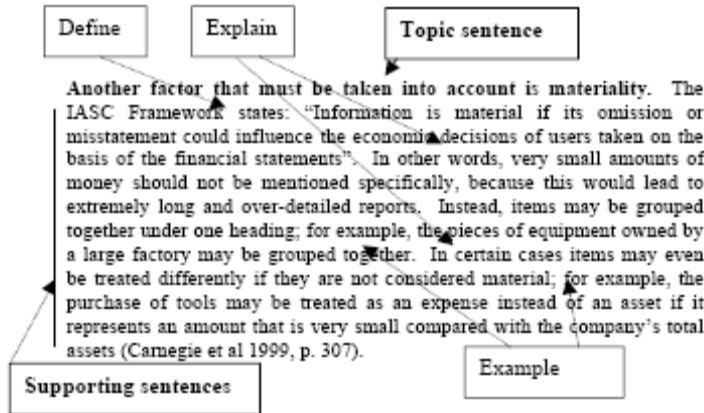 Define
Explain
Topic sentence
Another factor that must be taken into account is materiality. The
IASC Framework states: “Information is material if its omission or
misstatement could influence the economic decisions of users taken on the
basis of the financial statements”. In other words, very small amounts of
money should not be mentioned specifically, because this would lead to
extremely long and over-detailed reports. Instead, items may be grouped
together under one heading; for example, the pieces of equipment owned by
a large factory may be grouped together. In certain cases items may even
be treated differently if they are not considered material; for example, the
purchase of tools may be treated as an expense instead of an asset if it
represents an amount that is very small compared with the company’s total
assets (Carnegie et al 1999, p. 307).
Example
Supporting sentences